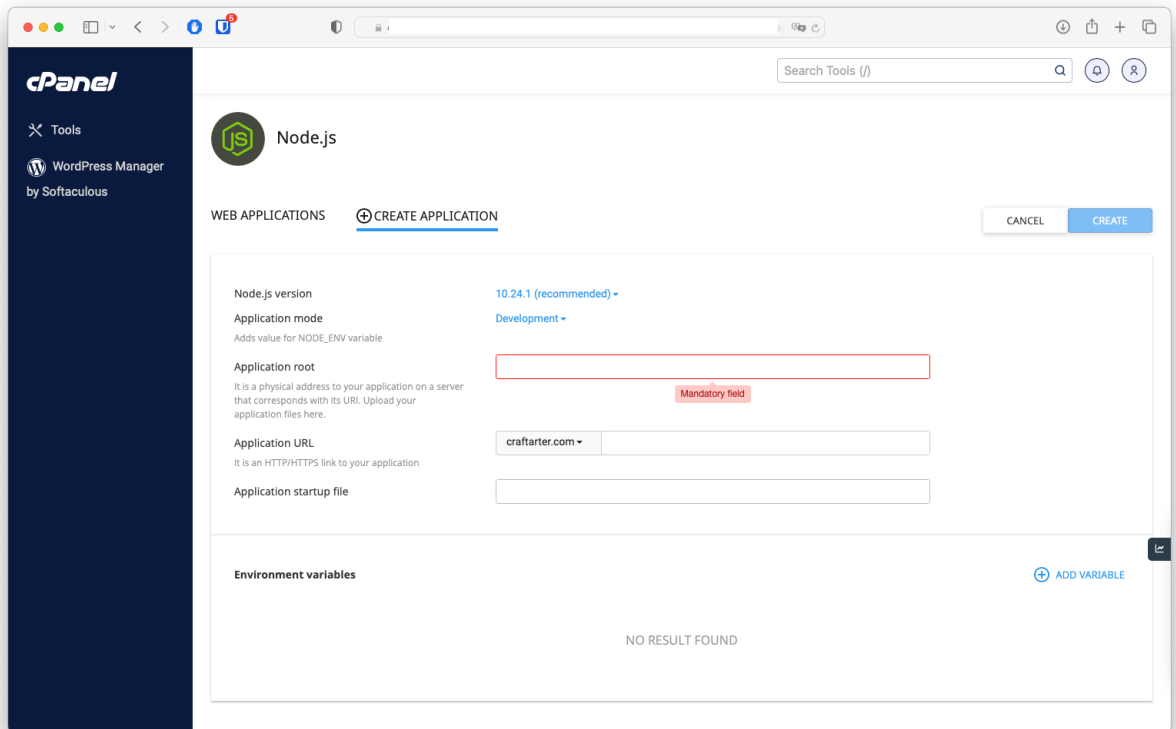 5
cPanel
Search Tools (/)
Tools
WordPress Manager
by Softaculous
JS
Node.js
WEB APPLICATIONS
CREATE APPLICATION
CANCEL
CREATE
Node.js version
10.24.1 (recommended)
Application mode
Development
Adds value for NODE_ENV variable
Application root
It is a physical address to your application on a server
that corresponds with its URI. Upload your
application files here.
Mandatory field
Application URL
craftarter.com
It is an HTTP/HTTPS link to your application
Application startup file
Environment variables
ADD VARIABLE
NO RESULT FOUND